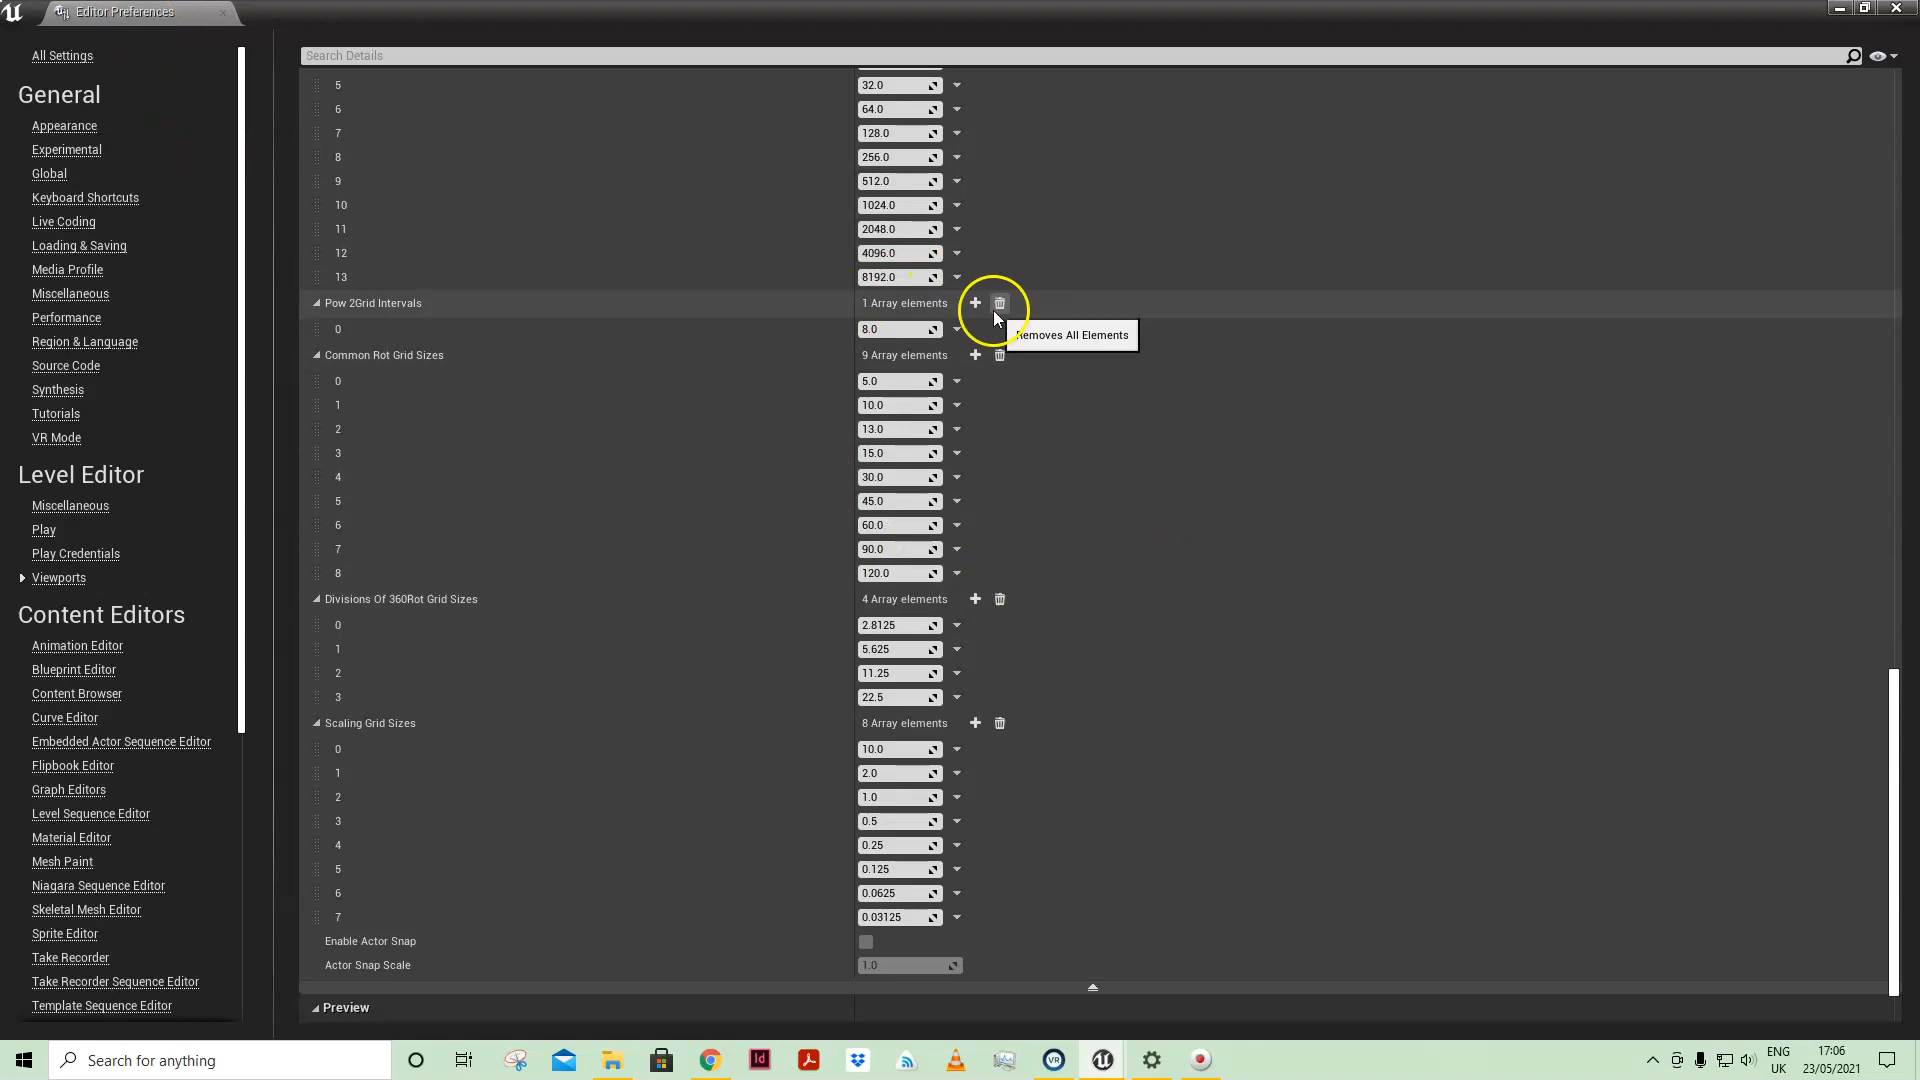 Editor Preferences
All Settings
General
Appearance
Experimental
Global
Keyboard Shortcuts
Live Coding
Loading & Saving
Media Profile
Miscellaneous
Performance
Region & Language
Source Code
Synthesis
Tutorials
VR Mode
Level Editor
Miscellaneous
Play
Play Credentials
Viewports
Content Editors
Animation Editor
Blueprint Editor
Content Browser
Curve Editor
Embedded Actor Sequence Editor
Flipbook Editor
Graph Editors
Level Sequence Editor
Material Editor
Mesh Paint
Niagara Sequence Editor
Skeletal Mesh Editor
Sprite Editor
Take Recorder
Take Recorder Sequence Editor
Template Sequence Editor
Search Details
5 32.0
6 64.0
7 128.0
8 256.0
9 512.0
10 1024.0
11 2048.0
12 4096.0
13 8192.0
Pow 2Grid Intervals 1 Array elements
0 8.0
Removes All Elements
Common Rot Grid Sizes 9 Array elements
0 5.0
1 10.0
2 13.0
3 15.0
4 30.0
5 45.0
6 60.0
7 90.0
8 120.0
Divisions Of 360Rot Grid Sizes 4 Array elements
0 2.8125
1 5.625
2 11.25
3 22.5
Scaling Grid Sizes 8 Array elements
0 10.0
1 2.0
2 1.0
3 0.5
4 0.25
5 0.125
6 0.0625
7 0.03125
Enable Actor Snap
Actor Snap Scale 1.0
Preview
Search for anything
Id
VR
ENG
UK
17:06
23/05/2021